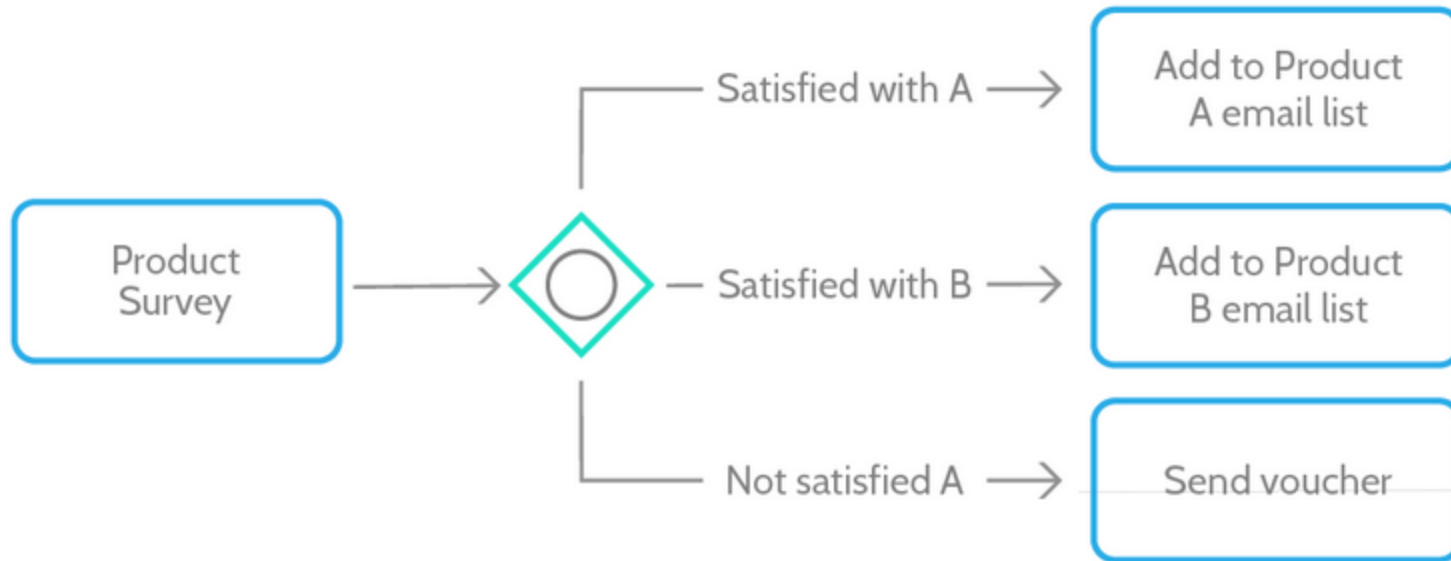 Product
Survey
Satisfied with A
Add to Product
A email list
Satisfied with B
Add to Product
B email list
Not satisfied A
Send voucher